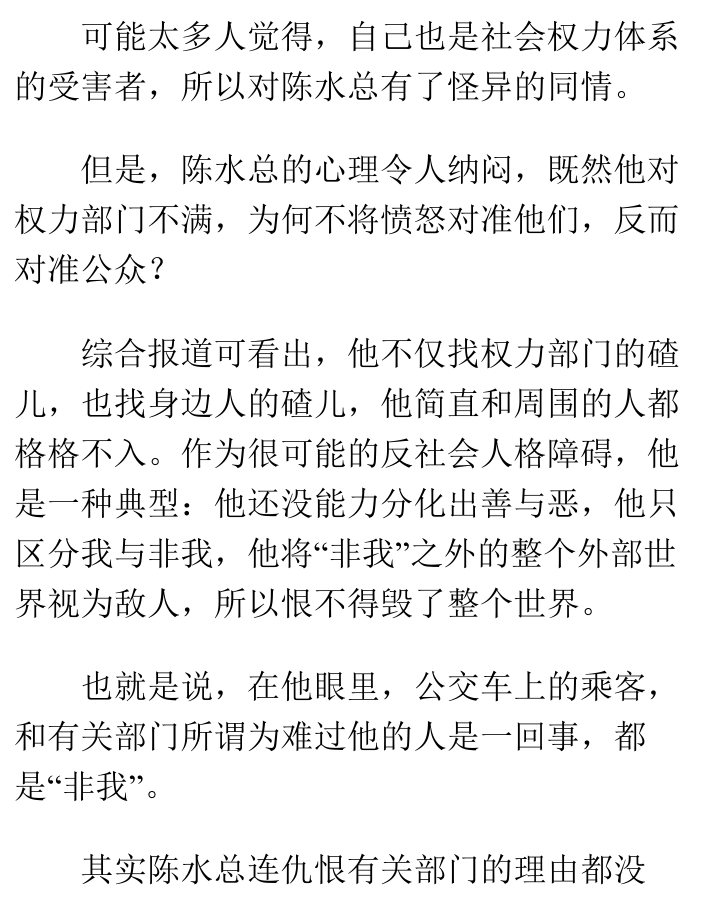 可能太多人觉得，自己也是社会权力体系
的受害者，所以对陈水总有了怪异的同情。
但是，陈水总的心理令人纳闷，既然他对
权力部门不满，为何不将愤怒对准他们，反而
对准公众？
综合报道可看出，他不仅找权力部门的碴
儿，也找身边人的碴儿，他简直和周围的人都
格格不入。作为很可能的反社会人格障碍，他
是一种典型：他还没能力分化出善与恶，他只
区分我与非我，他将“非我”之外的整个外部世
界视为敌人，所以恨不得毁了整个世界。
也就是说，在他眼里，公交车上的乘客，
和有关部门所谓为难过他的人是一回事，都
是“非我”。
其实陈水总连仇恨有关部门的理由都没